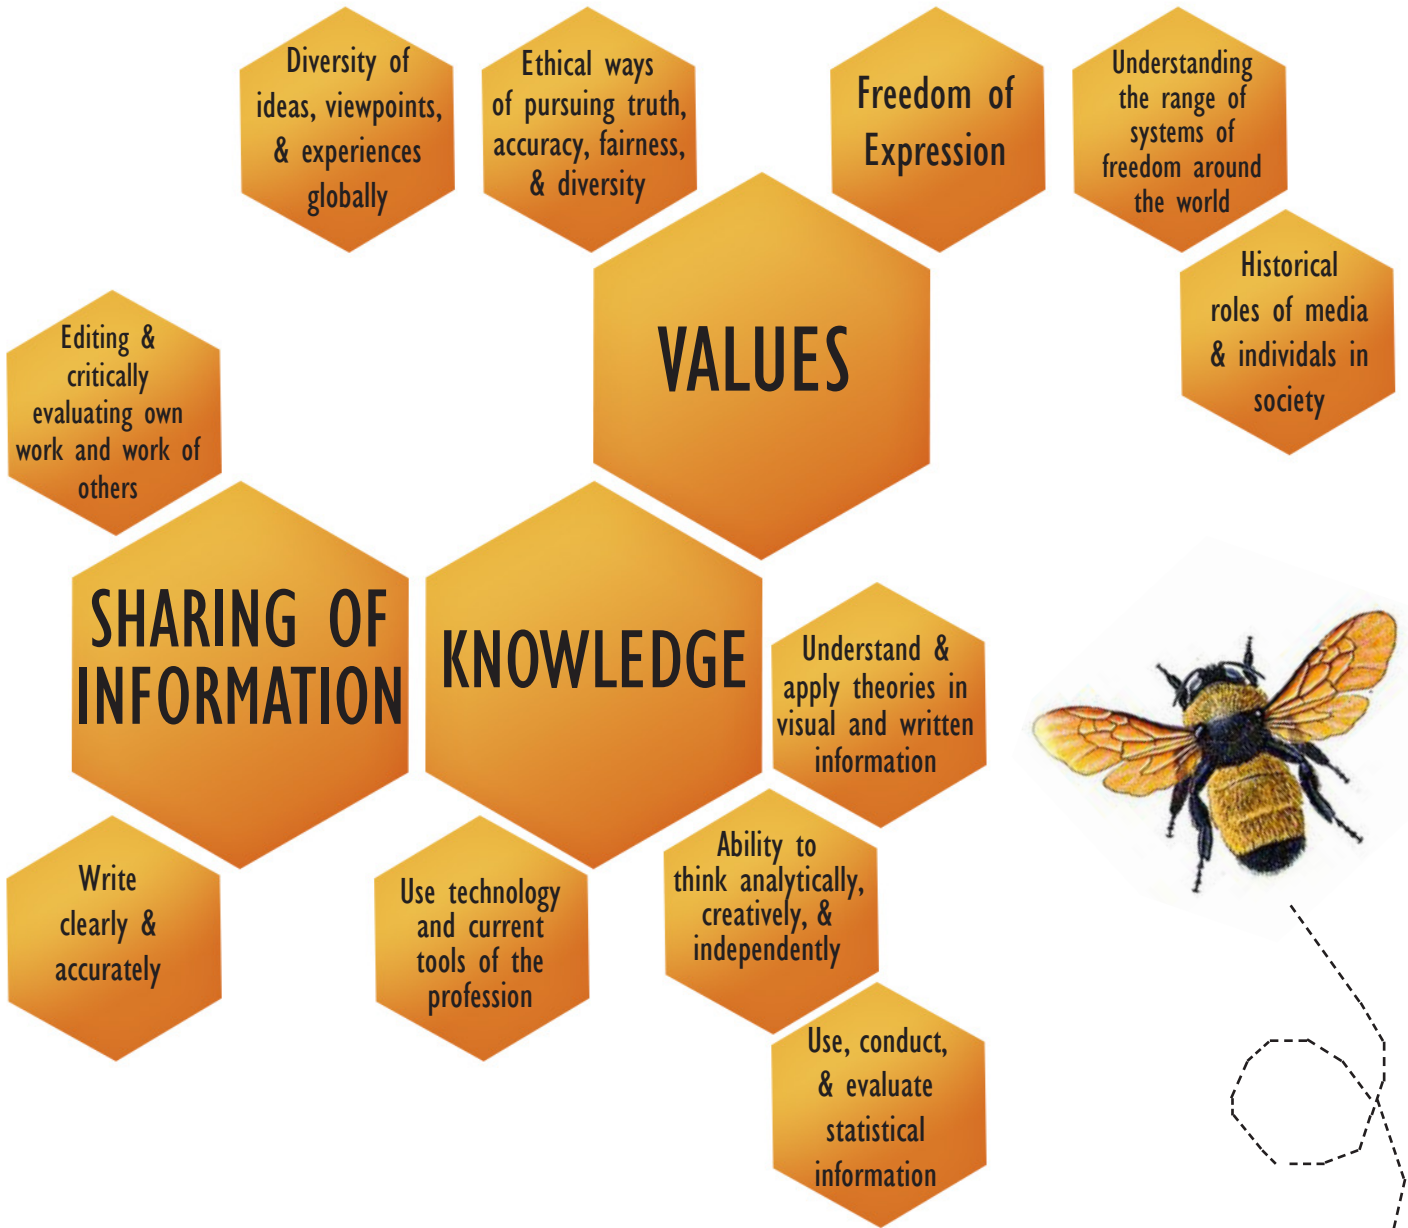 Diversity of
ideas, viewpoints,
& experiences
globally
Ethical ways
of pursuing truth,
accuracy, fairness,
& diversity
Freedom of
Expression
Understanding
the range of
systems of
freedom around
the world
Historical
roles of media
& individals in
society
VALUES
Editing &
critically
evaluating own
work and work of
others
SHARING OF
INFORMATION
KNOWLEDGE
Understand &
apply theories in
visual and written
information
Write
clearly &
accurately
Use technology
and current
tools of the
profession
Ability to
think analytically,
creatively, &
independently
Use, conduct,
& evaluate
statistical
information